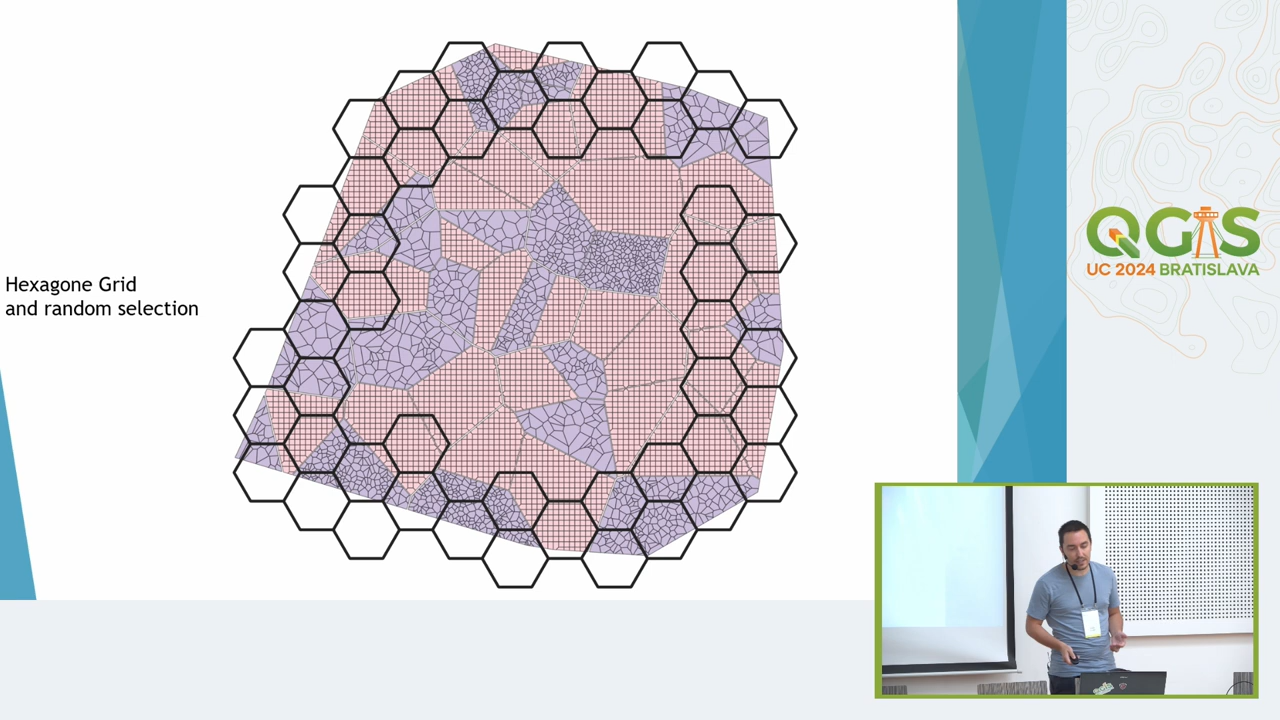 Hexagone Grid
and random selection
QGIS
UC 2024 BRATISLAVA